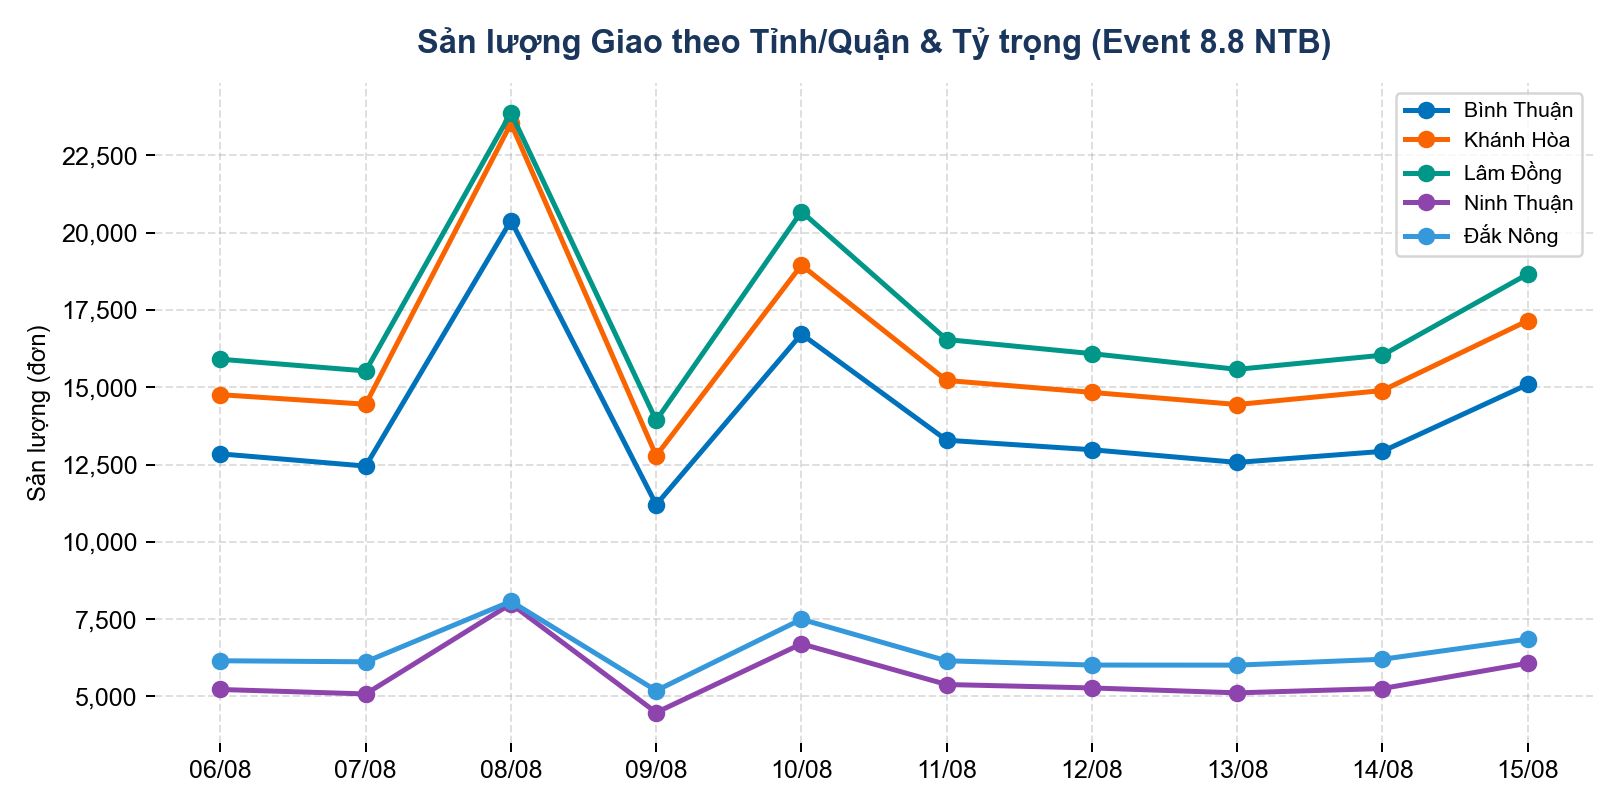 Sản lượng Giao theo Tỉnh/Quận & Tỷ trọng (Event 8.8 NTB)
Sản lượng (đơn)
22,500
20,000
17,500
15,000
12,500
10,000
7,500
5,000
06/08 07/08 08/08 09/08 10/08 11/08 12/08 13/08 14/08 15/08
Bình Thuận
Khánh Hòa
Lâm Đồng
Ninh Thuận
Đắk Nông